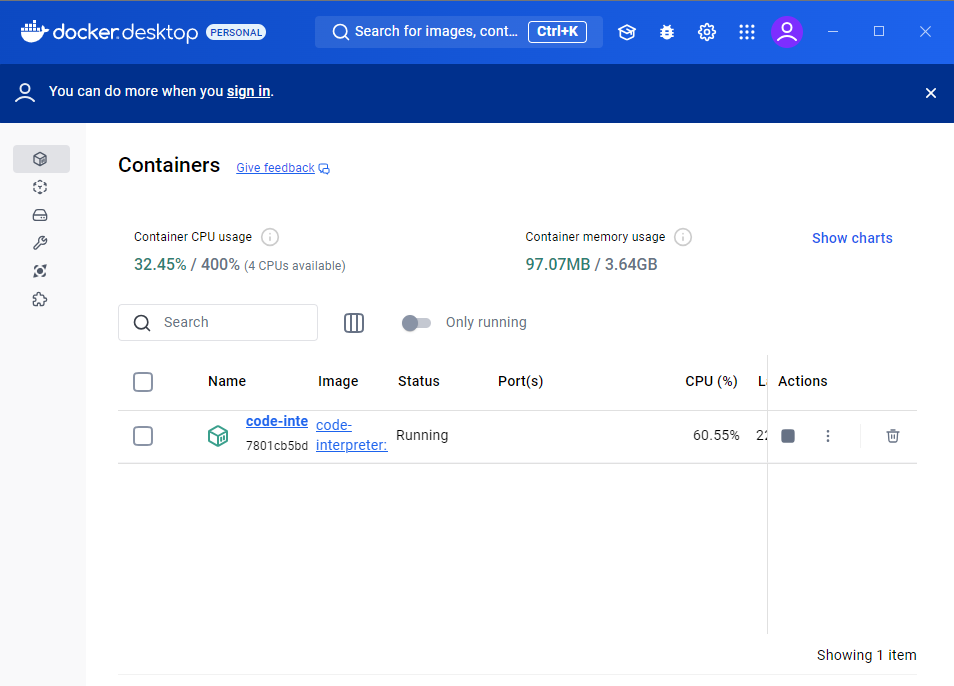 docker.desktop PERSONAL Search for images, cont... Ctrl+K
You can do more when you sign in.
Containers Give feedback
Container CPU usage Container memory usage Show charts
32.45% / 400% (4 CPUs available) 97.07MB / 3.64GB
Search Only running
Name Image Status Port(s) CPU (%) L Actions
code-inte code-
7801cb5bd interpreter: Running 60.55% 22
Showing 1 item